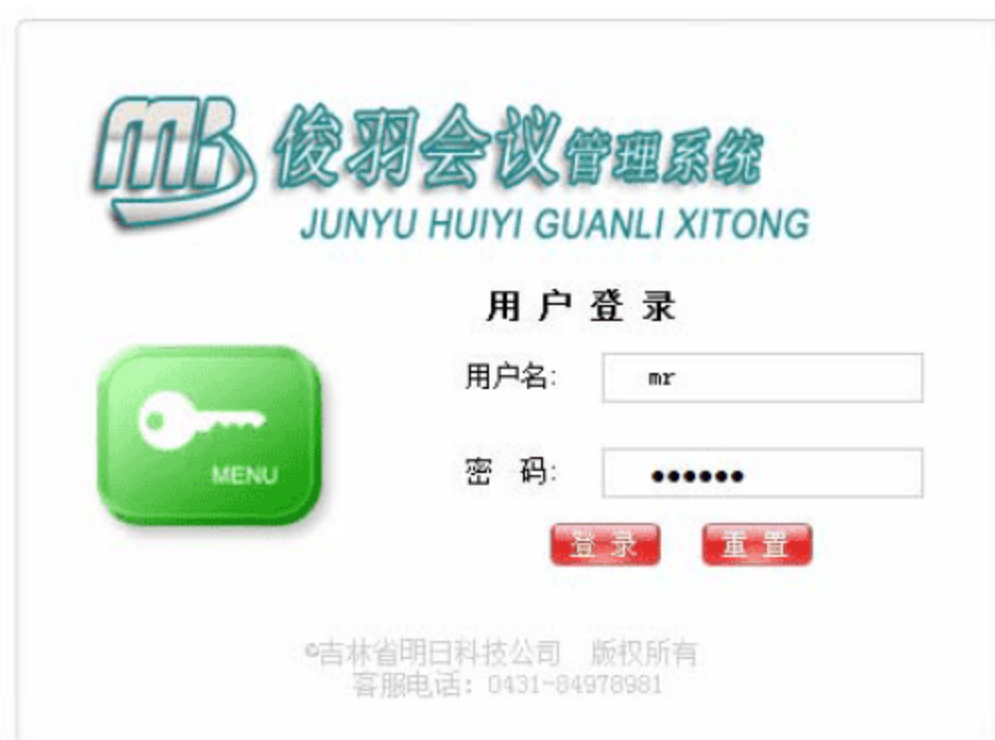 俊羽会议管理系统
JUNYU HUIYI GUANLI XITONG
用户登录
用户名: mr
MENU
密 码: ●●●●●●
登录 重置
©吉林省明日科技公司 版权所有
客服电话: 0431-84978981